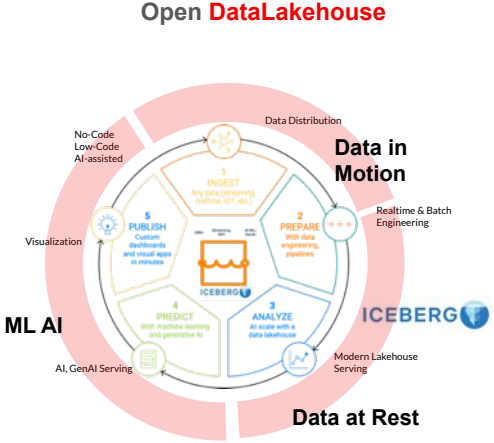 Open DataLakehouse
Data Distribution
No-Code
Low-Code
AI-assisted
Data in
Motion
1
INGEST
Any data (streaming,
realtime, IOT, etc.)
Realtime & Batch
Engineering
2
PREPARE
With data
engineering,
pipelines
5
PUBLISH
Custom
dashboards
and visual apps
in minutes
Visualization
ICEBERG
ICEBERG
4
PREDICT
With machine learning
and generative AI
3
ANALYZE
At scale with a
data lakehouse
ML AI
AI, GenAI Serving
Modern Lakehouse
Serving
Data at Rest